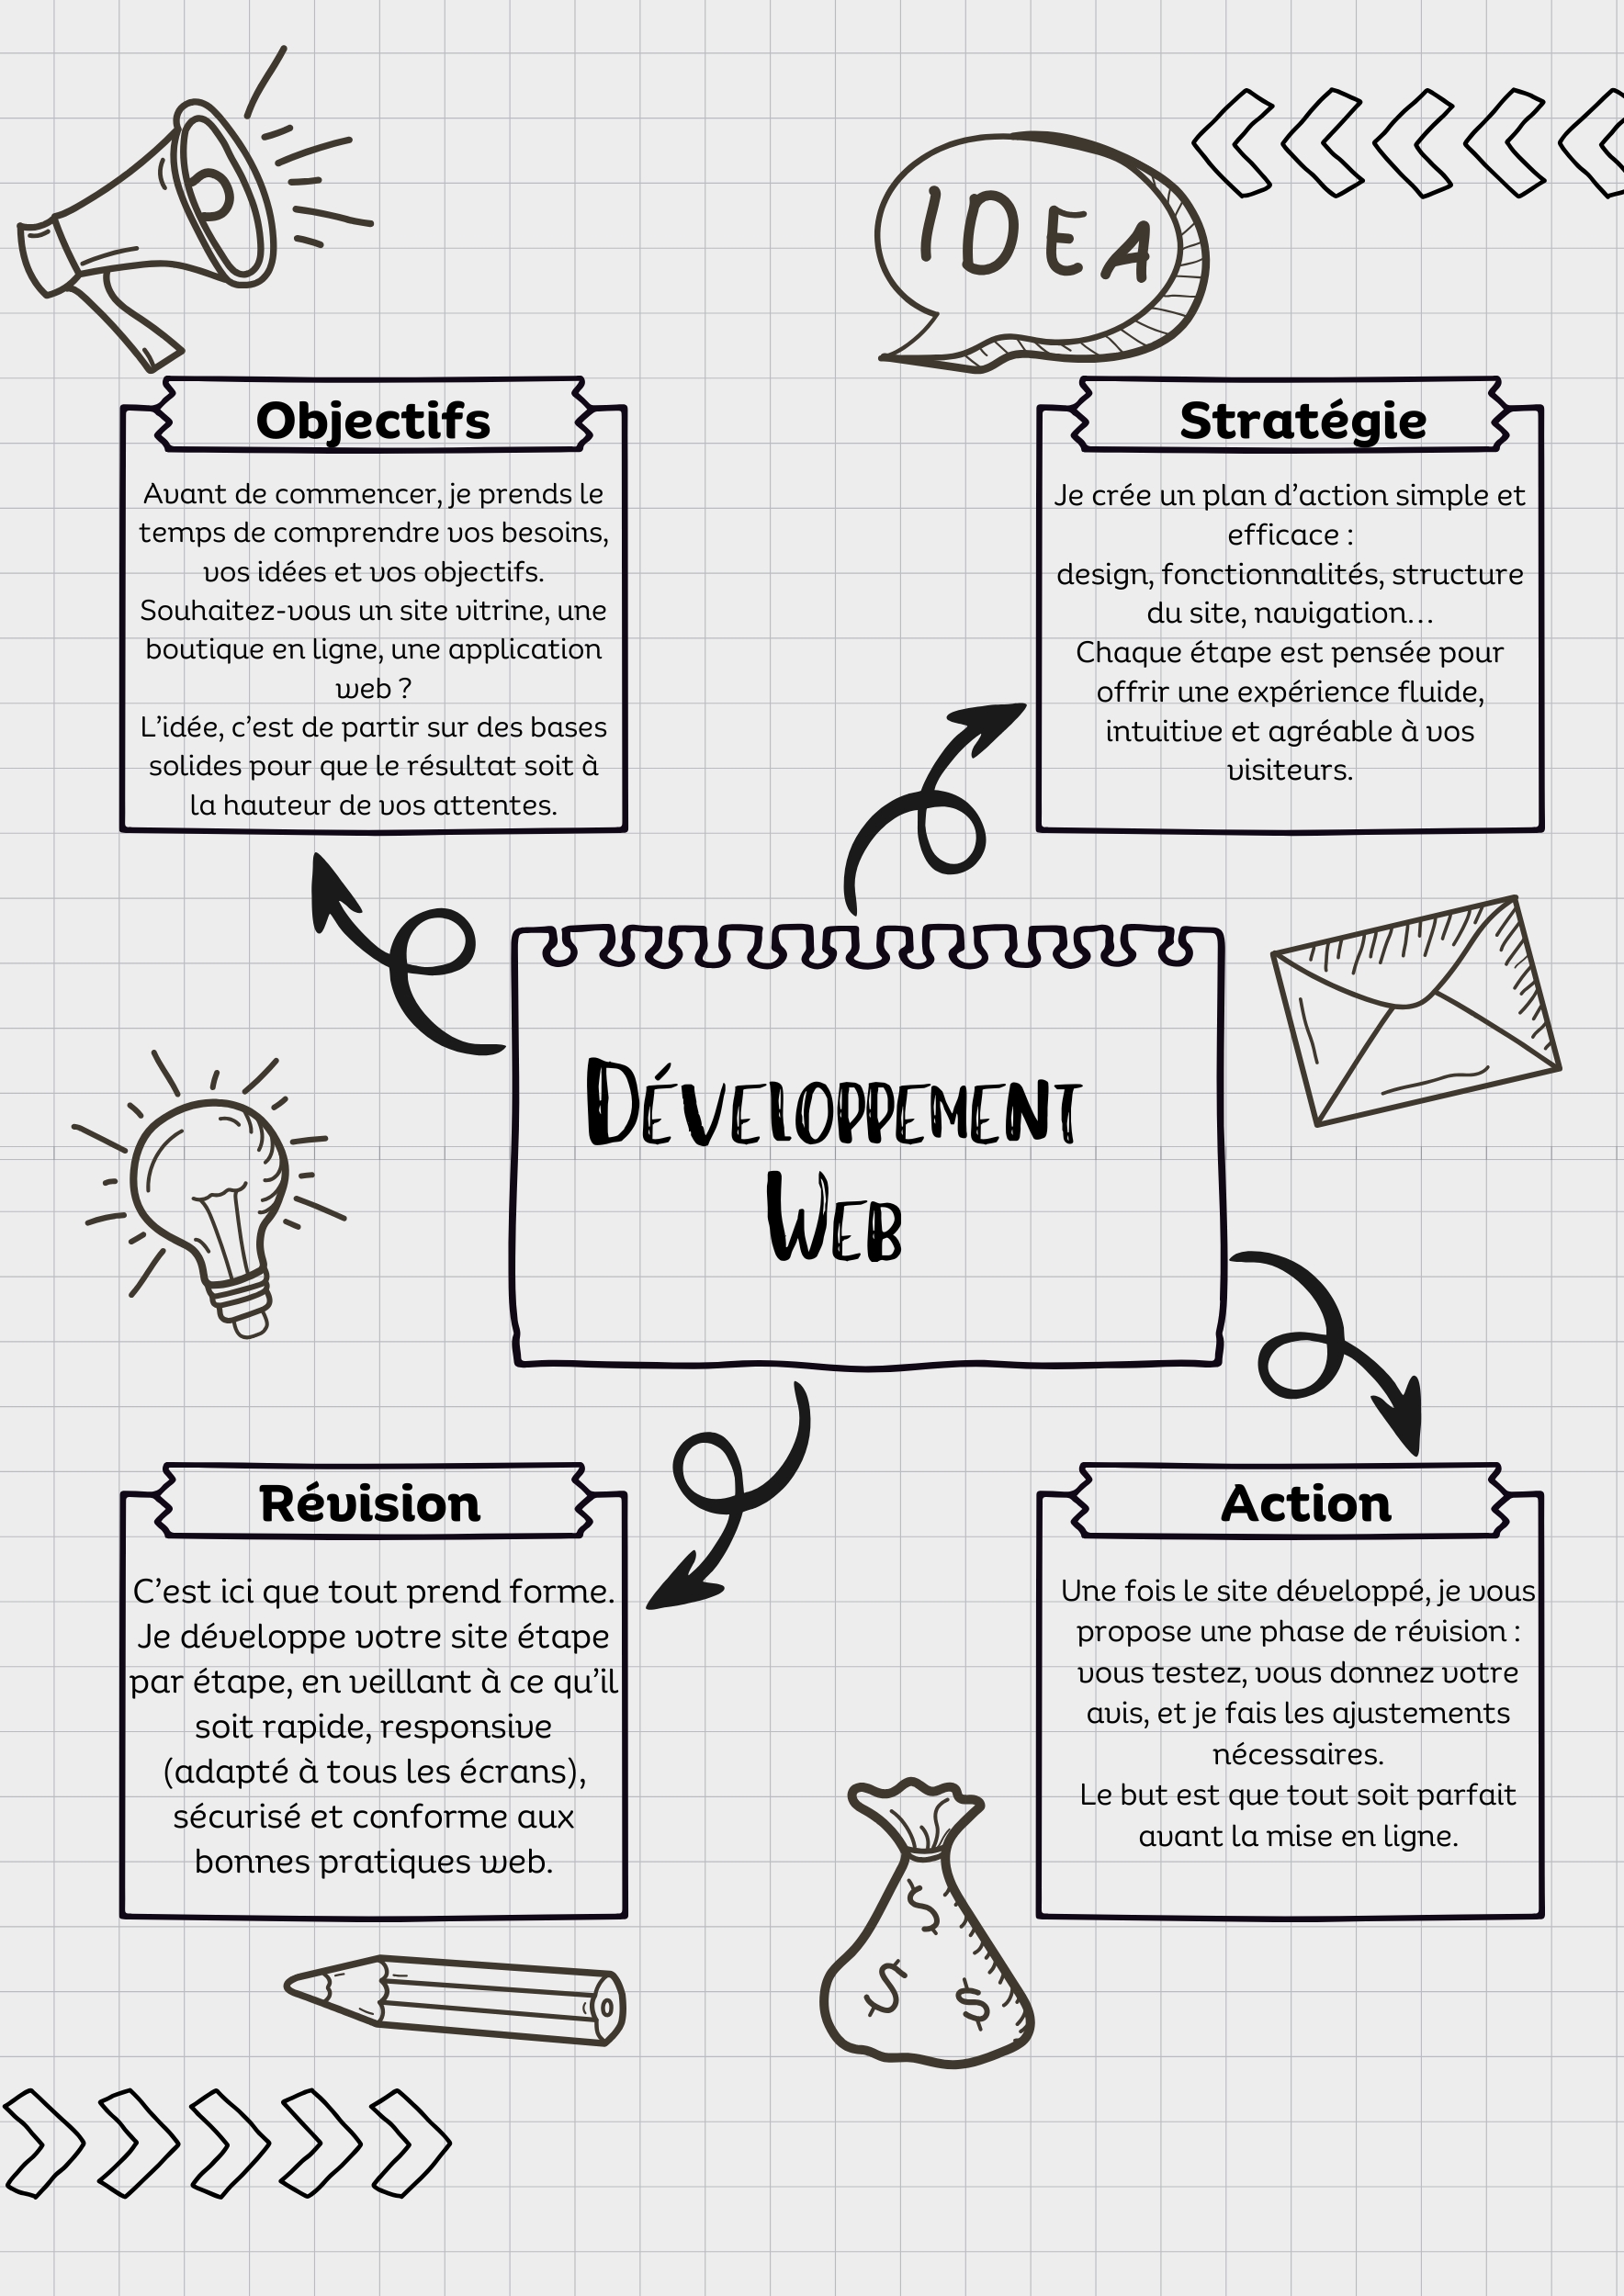 IDEA
Objectifs
Avant de commencer, je prends le
temps de comprendre vos besoins,
vos idées et vos objectifs.
Souhaitez-vous un site vitrine, une
boutique en ligne, une application
web ?
L’idée, c’est de partir sur des bases
solides pour que le résultat soit à
la hauteur de vos attentes.
Stratégie
Je crée un plan d’action simple et
efficace :
design, fonctionnalités, structure
du site, navigation…
Chaque étape est pensée pour
offrir une expérience fluide,
intuitive et agréable à vos
visiteurs.
Développement
Web
Révision
C’est ici que tout prend forme.
Je développe votre site étape
par étape, en veillant à ce qu’il
soit rapide, responsive
(adapté à tous les écrans),
sécurisé et conforme aux
bonnes pratiques web.
Action
Une fois le site développé, je vous
propose une phase de révision :
vous testez, vous donnez votre
avis, et je fais les ajustements
nécessaires.
Le but est que tout soit parfait
avant la mise en ligne.
$
$
$